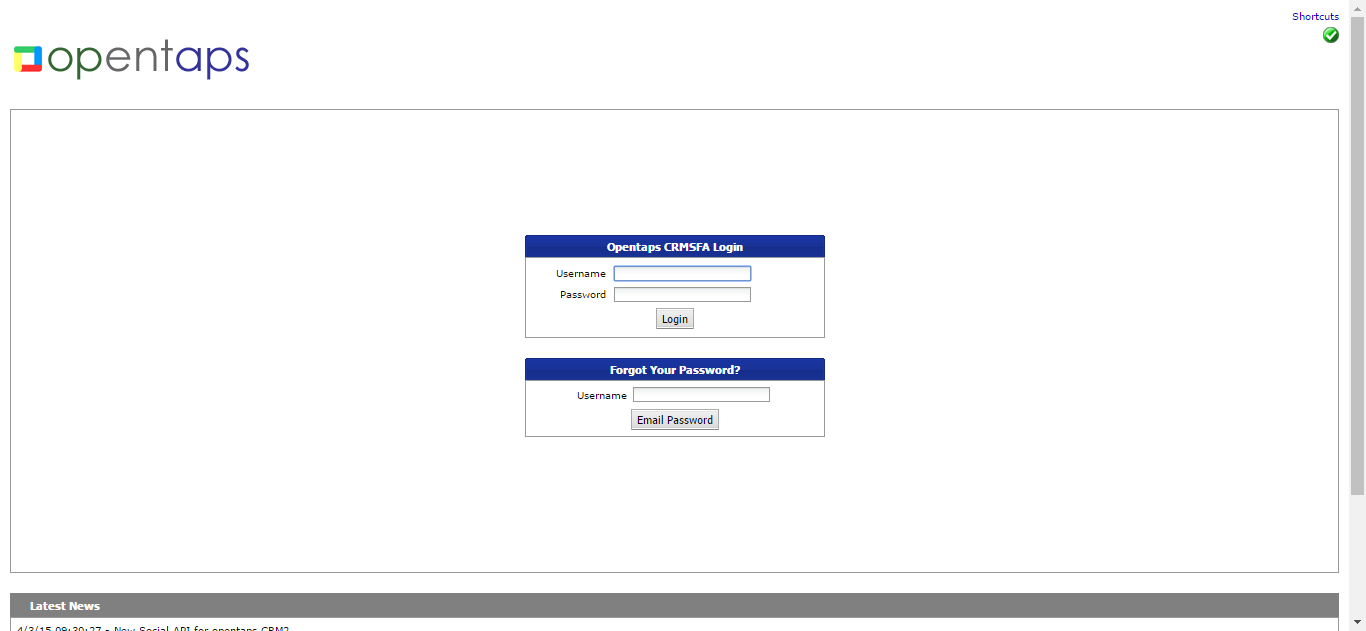 Shortcuts
opentaps
Opentaps CRMSFA Login
Username
Password
Login
Forgot Your Password?
Username
Email Password
Latest News
4/3/15 09:30:27 - New Social API for opentaps CRM2